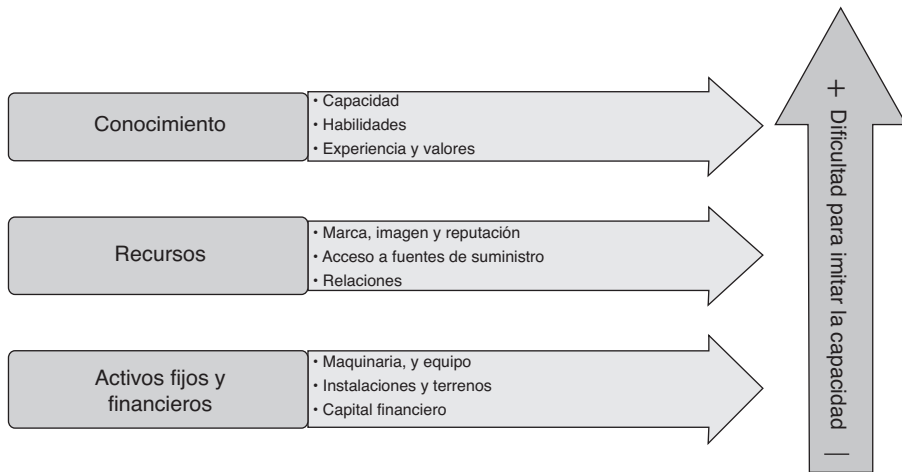 Conocimiento
• Capacidad
• Habilidades
• Experiencia y valores
Recursos
• Marca, imagen y reputación
• Acceso a fuentes de suministro
• Relaciones
Activos fijos y
financieros
• Maquinaria, y equipo
• Instalaciones y terrenos
• Capital financiero
+ Dificultad para imitar la capacidad —